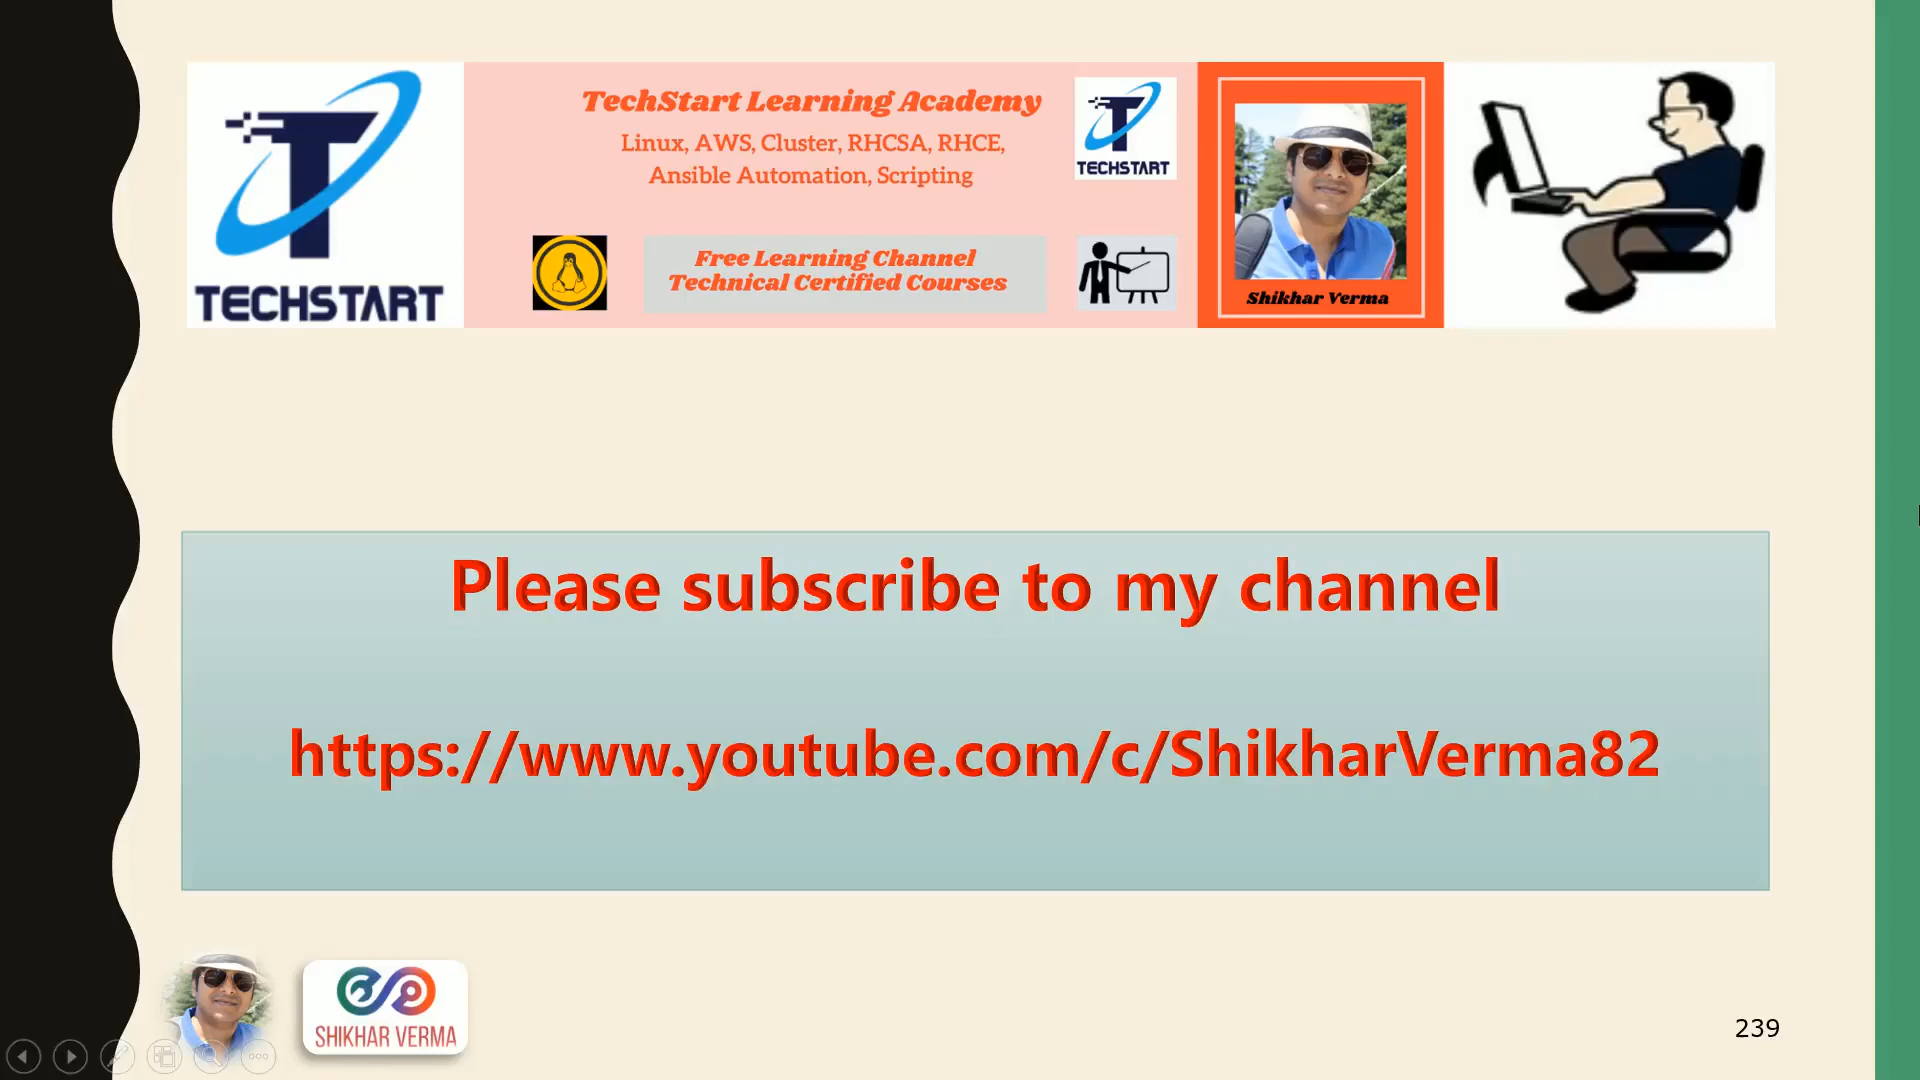 TECHSTART
TechStart Learning Academy
Linux, AWS, Cluster, RHCSA, RHCE,
Ansible Automation, Scripting
TECHSTART
Free Learning Channel
Technical Certified Courses
Shikhar Verma
Please subscribe to my channel
https://www.youtube.com/c/ShikharVerma82
SHIKHAR VERMA
239